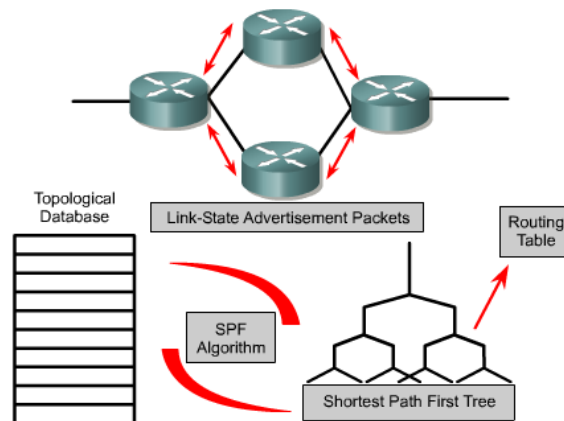 Topological
Database
Link-State Advertisement Packets
Routing
Table
SPF
Algorithm
Shortest Path First Tree